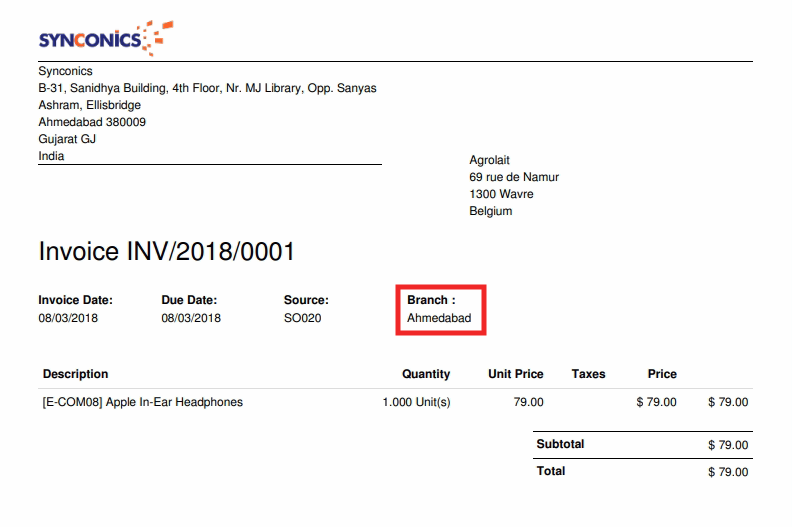 SYNCONICS
Synconics
B-31, Sanidhya Building, 4th Floor, Nr. MJ Library, Opp. Sanyas
Ashram, Ellisbridge
Ahmedabad 380009
Gujarat GJ
India
Agrolait
69 rue de Namur
1300 Wavre
Belgium
Invoice INV/2018/0001
Invoice Date: Due Date: Source: Branch :
08/03/2018 08/03/2018 SO020 Ahmedabad
Description Quantity Unit Price Taxes Price
[E-COM08] Apple In-Ear Headphones 1.000 Unit(s) 79.00 $ 79.00 $ 79.00
Subtotal $ 79.00
Total $ 79.00